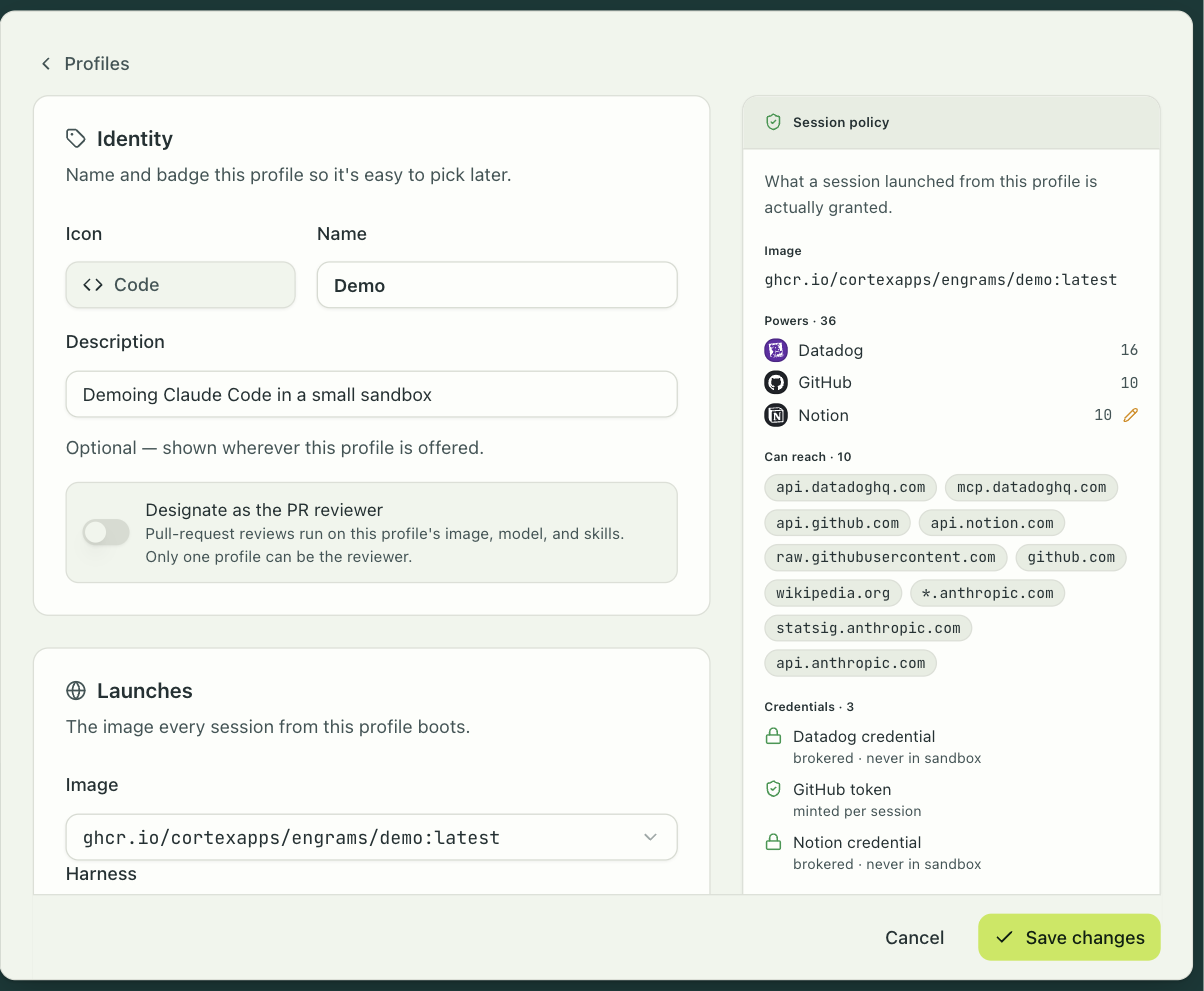 Profiles
Identity
Name and badge this profile so it's easy to pick later.
Icon
Name
Code
Demo
Description
Demoing Claude Code in a small sandbox
Optional — shown wherever this profile is offered.
Designate as the PR reviewer
Pull-request reviews run on this profile's image, model, and skills.
Only one profile can be the reviewer.
Launches
The image every session from this profile boots.
Image
ghcr.io/cortexapps/engrams/demo:latest
Harness
Session policy
What a session launched from this profile is
actually granted.
Image
ghcr.io/cortexapps/engrams/demo:latest
Powers · 36
Datadog 16
GitHub 10
Notion 10
Can reach · 10
api.datadoghq.com mcp.datadoghq.com
api.github.com api.notion.com
raw.githubusercontent.com github.com
wikipedia.org *.anthropic.com
statsig.anthropic.com
api.anthropic.com
Credentials · 3
Datadog credential
brokered · never in sandbox
GitHub token
minted per session
Notion credential
brokered · never in sandbox
Cancel
Save changes